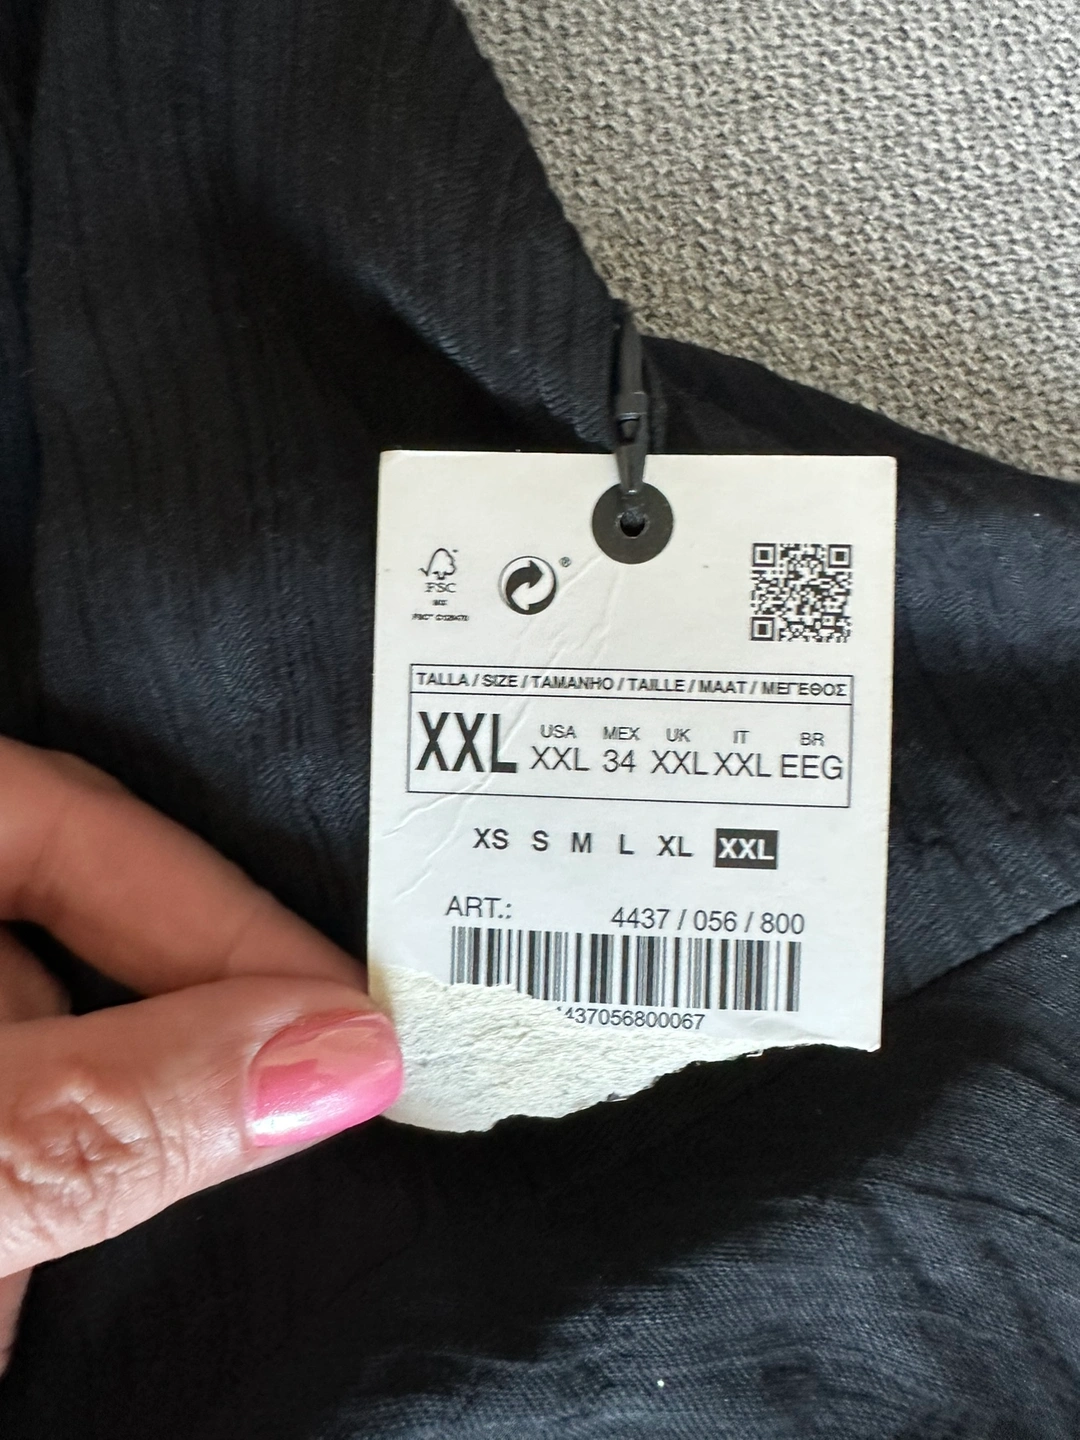 FSC
MIX
®
TALLA / SIZE / TAMANHO / TAILLE / MAAT / ΜΕΓΕΘΟΣ
XXL
USA MEX UK IT BR
XXL 34 XXL XXL EEG
XS S M L XL XXL
ART.: 4437 / 056 / 800
437056800067